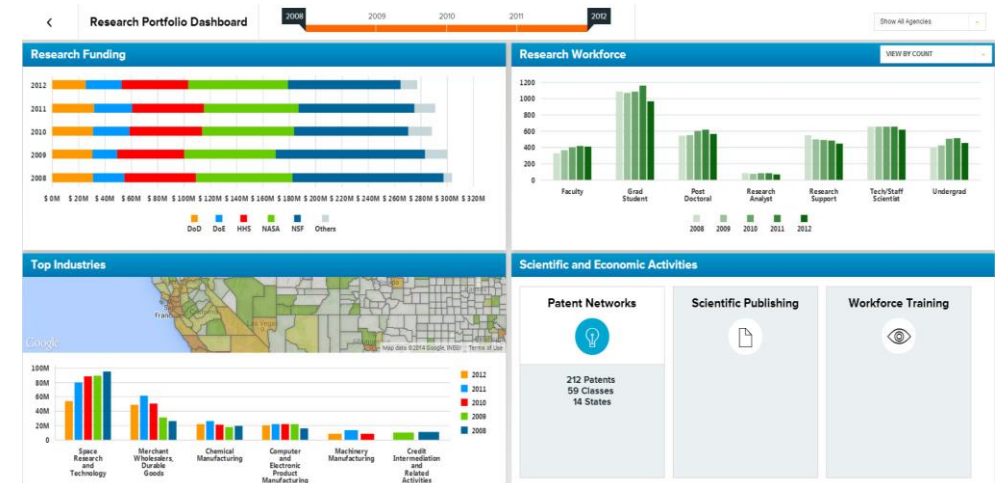 Research Portfolio Dashboard
2008 2009 2010 2011 2012
Show All Agencies
Research Funding
2012
2011
2010
2009
2008
$ 0M $ 20M $ 40M $ 60M $ 80M $ 100M $ 120M $ 140M $ 160M $ 180M $ 200M $ 220M $ 240M $ 260M $ 280M $ 300M $ 320M
DoD DoE HHS NASA NSF Others
Research Workforce
VIEW BY COUNT
1200
1000
800
600
400
200
0
Faculty
Grad
Student
Post
Doctoral
Research
Analyst
Research
Support
Tech/Staff
Scientist
Undergrad
2008 2009 2010 2011 2012
Top Industries
Las Vegas
Google
Map data ©2014 Google, INEGI Terms of Use
100M
80M
60M
40M
20M
0
Space
Research
and
Technology
Merchant
Wholesalers,
Durable
Goods
Chemical
Manufacturing
Computer
and
Electronic
Product
Manufacturing
Machinery
Manufacturing
Credit
Intermediation
and
Related
Activities
2012
2011
2010
2009
2008
Scientific and Economic Activities
Patent Networks
212 Patents
59 Classes
14 States
Scientific Publishing
Workforce Training